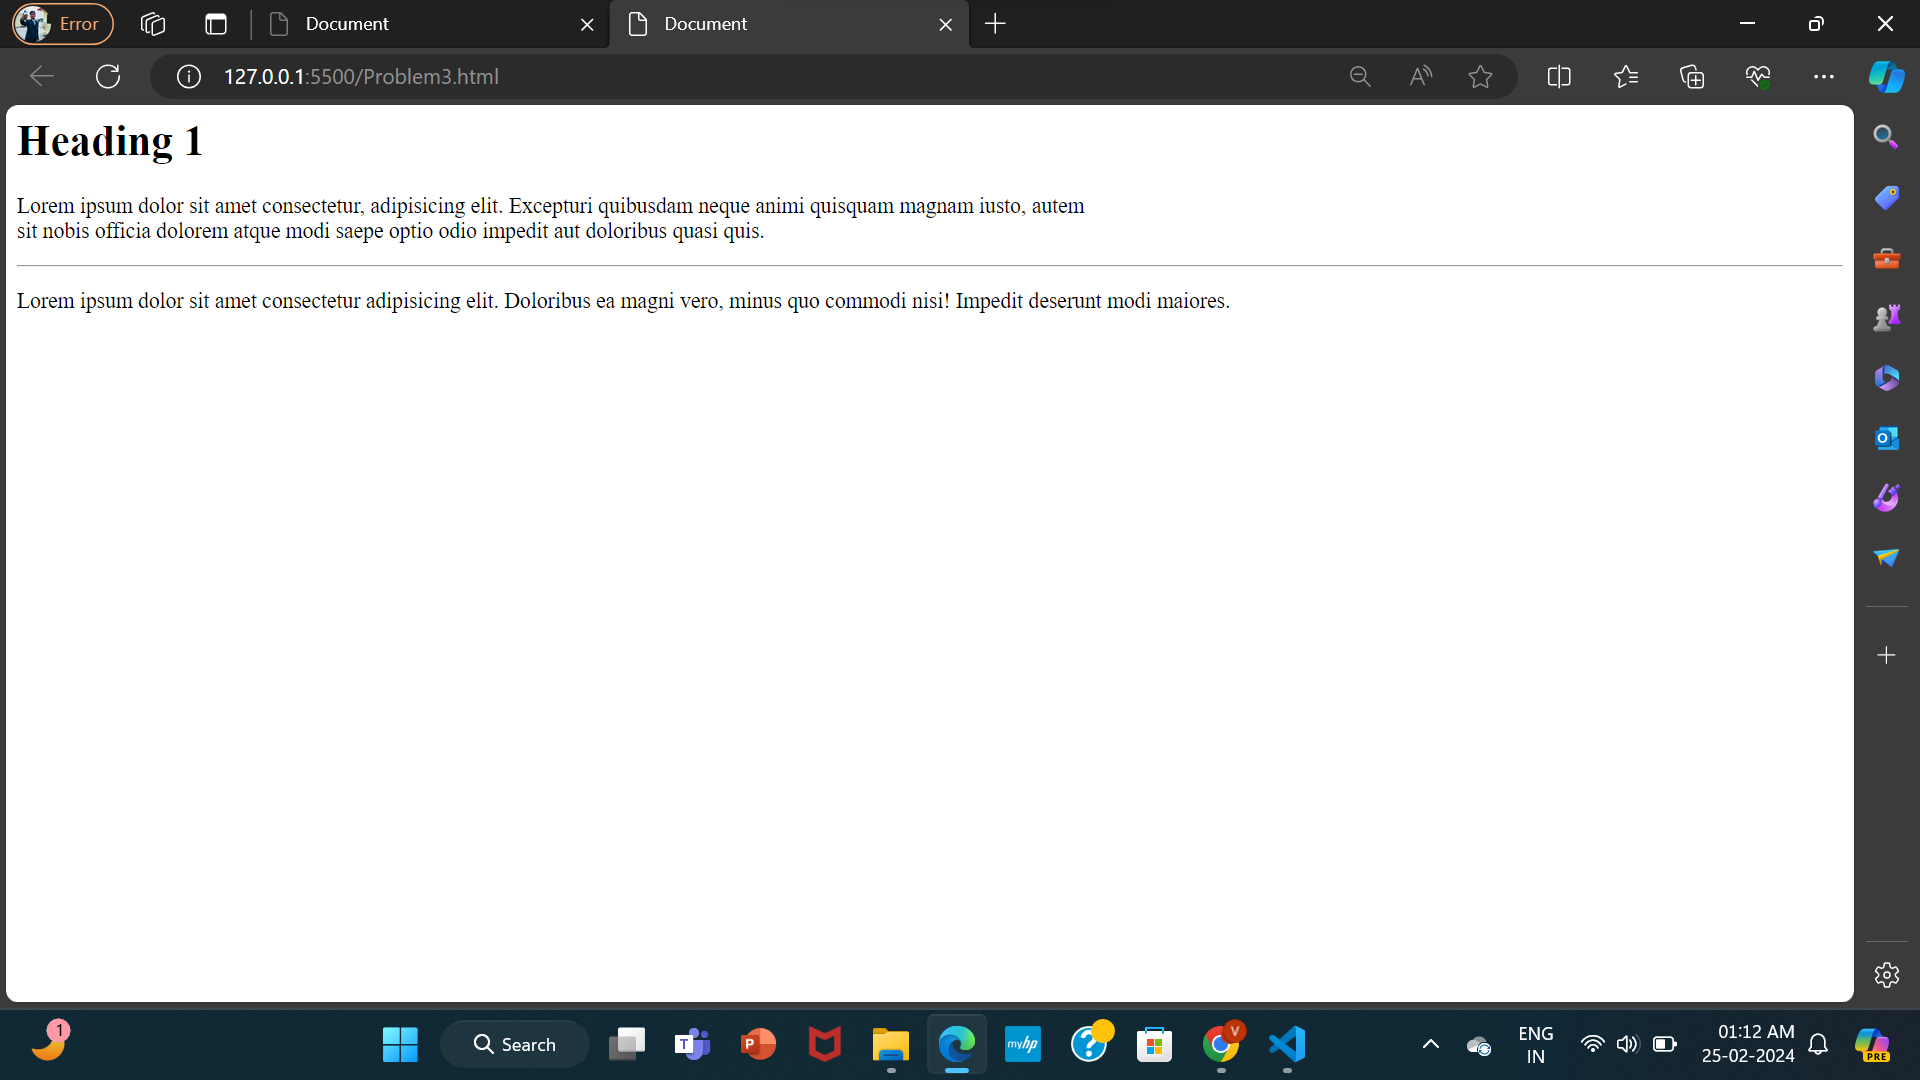 Error
Document
Document
127.0.0.1:5500/Problem3.html
Heading 1
Lorem ipsum dolor sit amet consectetur, adipisicing elit. Excepturi quibusdam neque animi quisquam magnam iusto, autem
sit nobis officia dolorem atque modi saepe optio odio impedit aut doloribus quasi quis.
Lorem ipsum dolor sit amet consectetur adipisicing elit. Doloribus ea magni vero, minus quo commodi nisi! Impedit deserunt modi maiores.
1
Search
T
P
myhp
?
V
ENG
IN
01:12 AM
25-02-2024
PRE